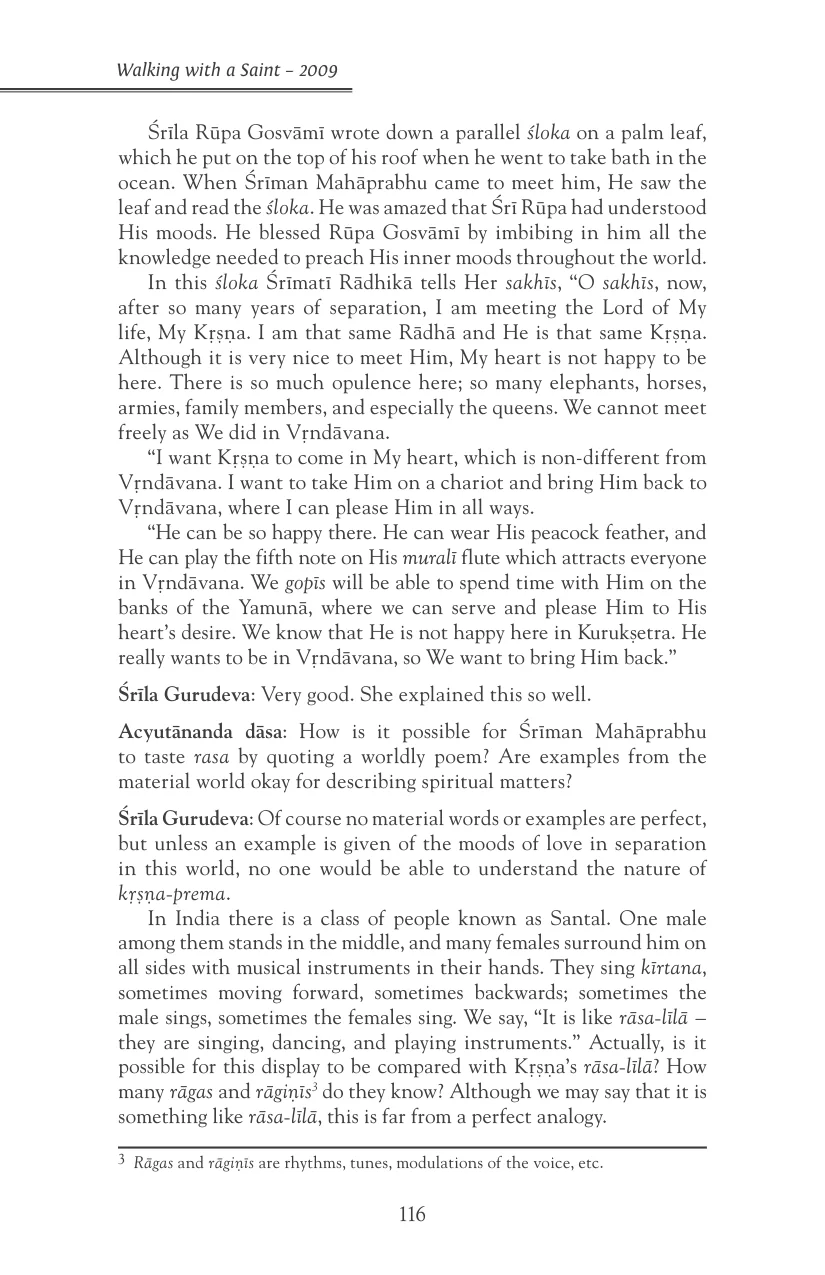 Walking with a Saint – 2009
Śrīla Rūpa Gosvāmī wrote down a parallel śloka on a palm leaf,
which he put on the top of his roof when he went to take bath in the
ocean. When Śrīman Mahāprabhu came to meet him, He saw the
leaf and read the śloka. He was amazed that Śrī Rūpa had understood
His moods. He blessed Rūpa Gosvāmī by imbibing in him all the
knowledge needed to preach His inner moods throughout the world.
In this śloka Śrīmatī Rādhikā tells Her sakhīs, “O sakhīs, now,
after so many years of separation, I am meeting the Lord of My
life, My Kṛṣṇa. I am that same Rādhā and He is that same Kṛṣṇa.
Although it is very nice to meet Him, My heart is not happy to be
here. There is so much opulence here; so many elephants, horses,
armies, family members, and especially the queens. We cannot meet
freely as We did in Vṛndāvana.
“I want Kṛṣṇa to come in My heart, which is non-different from
Vṛndāvana. I want to take Him on a chariot and bring Him back to
Vṛndāvana, where I can please Him in all ways.
“He can be so happy there. He can wear His peacock feather, and
He can play the fifth note on His muralī flute which attracts everyone
in Vṛndāvana. We gopīs will be able to spend time with Him on the
banks of the Yamunā, where we can serve and please Him to His
heart’s desire. We know that He is not happy here in Kurukṣetra. He
really wants to be in Vṛndāvana, so We want to bring Him back.”
Śrīla Gurudeva: Very good. She explained this so well.
Acyutānanda dāsa: How is it possible for Śrīman Mahāprabhu
to taste rasa by quoting a worldly poem? Are examples from the
material world okay for describing spiritual matters?
Śrīla Gurudeva: Of course no material words or examples are perfect,
but unless an example is given of the moods of love in separation
in this world, no one would be able to understand the nature of
kṛṣṇa-prema.
In India there is a class of people known as Santal. One male
among them stands in the middle, and many females surround him on
all sides with musical instruments in their hands. They sing kīrtana,
sometimes moving forward, sometimes backwards; sometimes the
male sings, sometimes the females sing. We say, “It is like rāsa-līlā –
they are singing, dancing, and playing instruments.” Actually, is it
possible for this display to be compared with Kṛṣṇa’s rāsa-līlā? How
many rāgas and rāgiṇīs³ do they know? Although we may say that it is
something like rāsa-līlā, this is far from a perfect analogy.
3 Rāgas and rāgiṇīs are rhythms, tunes, modulations of the voice, etc.
116